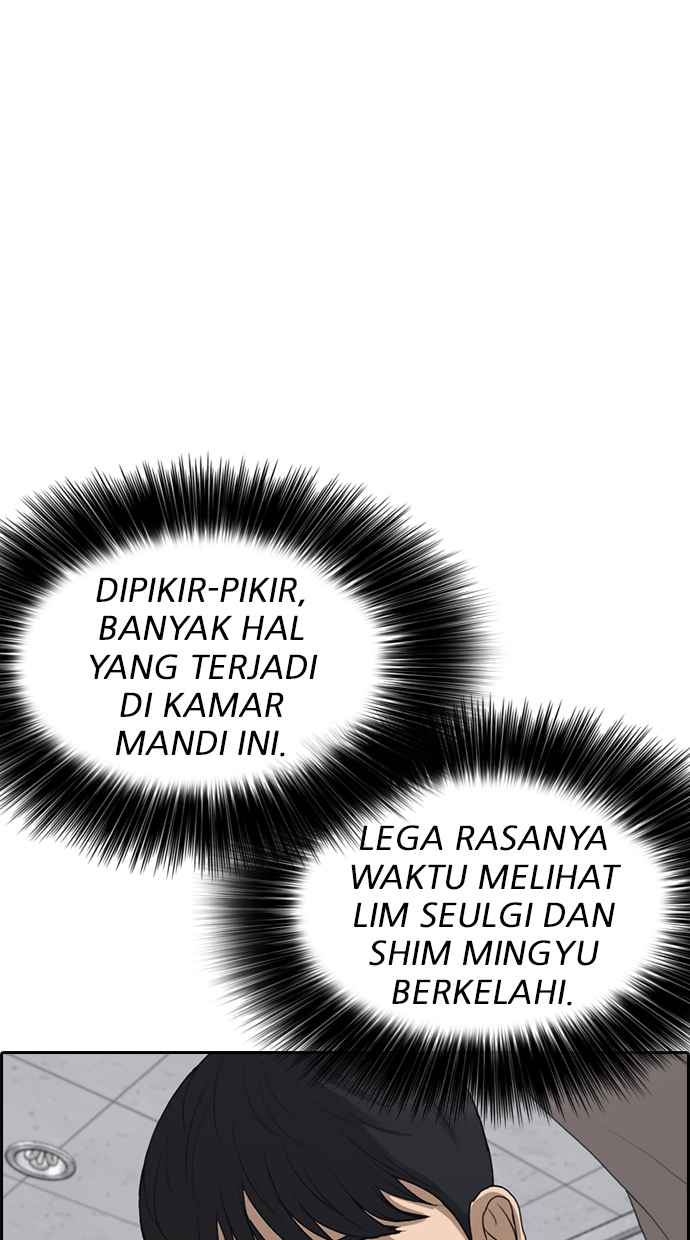 DIPIKIR-PIKIR,
BANYAK HAL
YANG TERJADI
DI KAMAR
MANDI INI.
LEGA RASANYA
WAKTU MELIHAT
LIM SEULGI DAN
SHIM MINGYU
BERKELAHI.